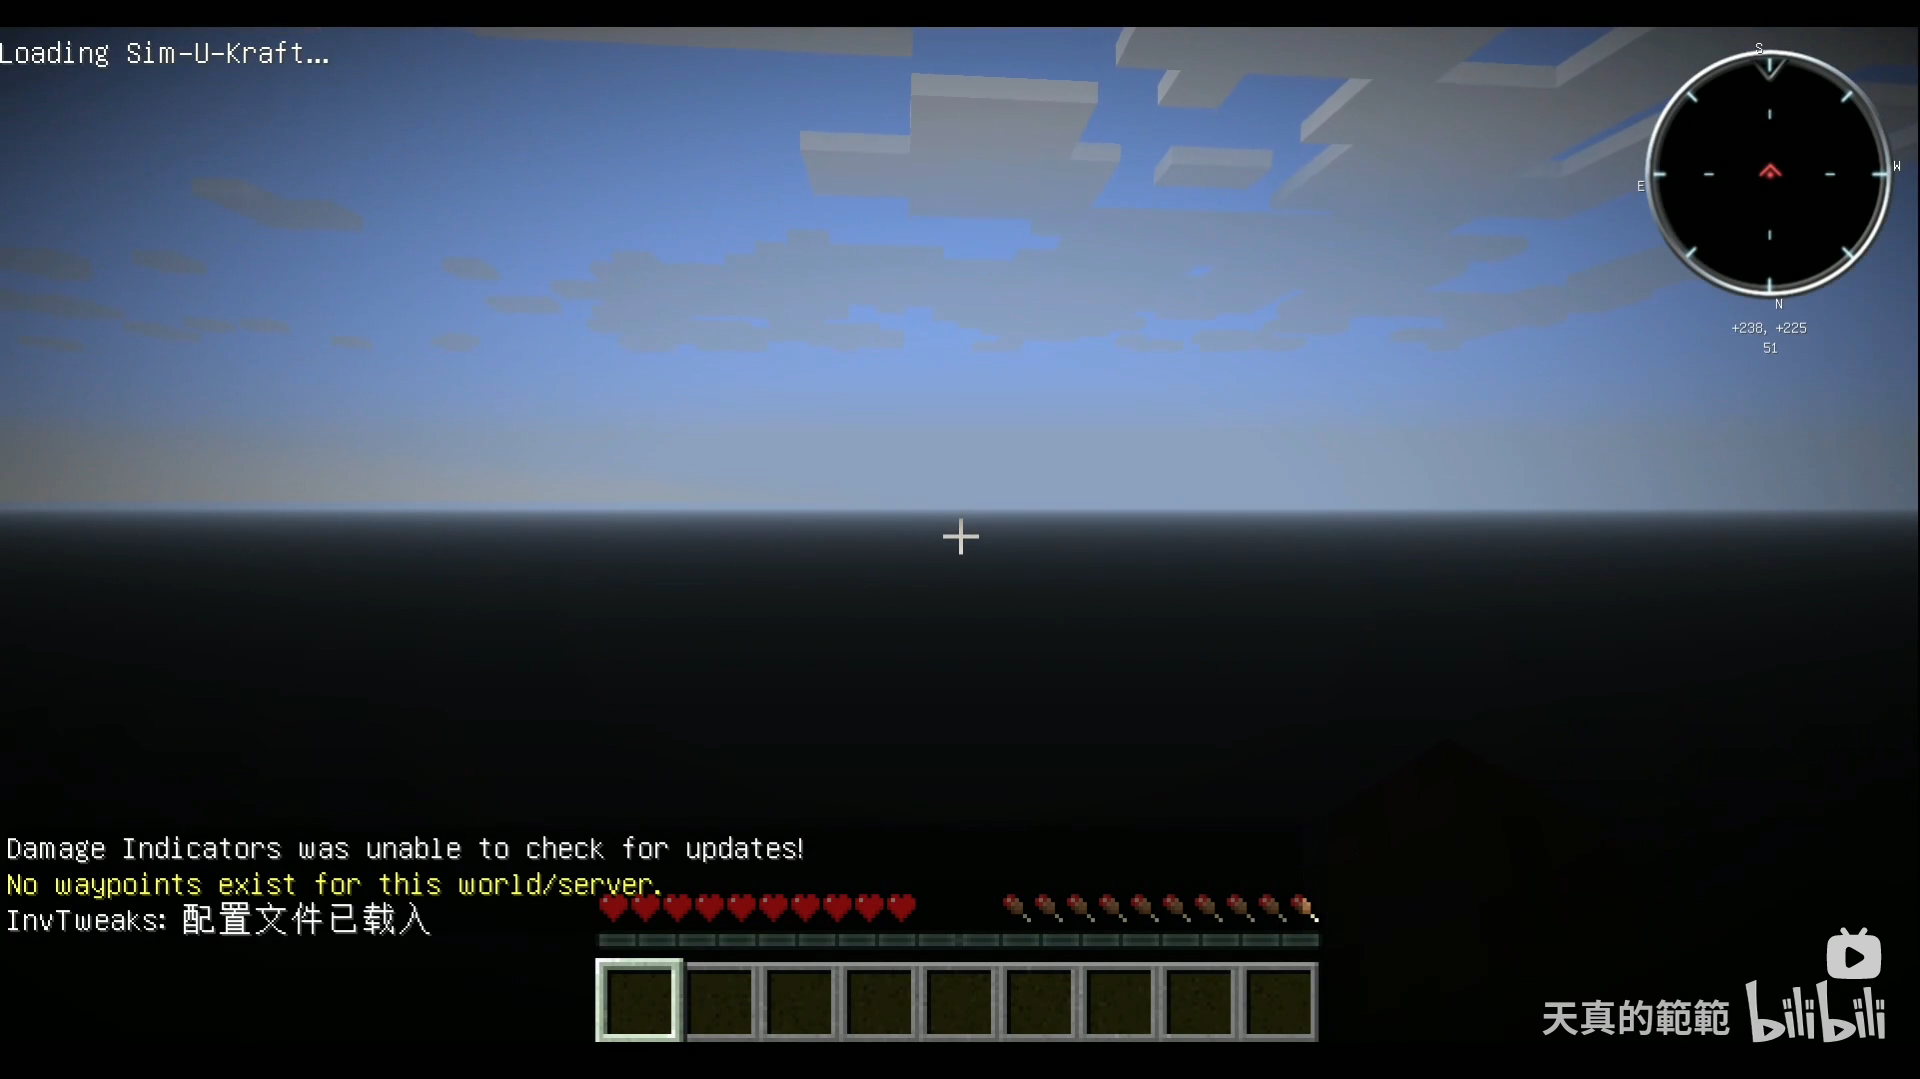 Loading Sim-U-Kraft...
S
E
W
N
+238, +225
51
Damage Indicators was unable to check for updates!
No waypoints exist for this world/server.
InvTweaks: 配置文件已载入
天真的範範 bilibili